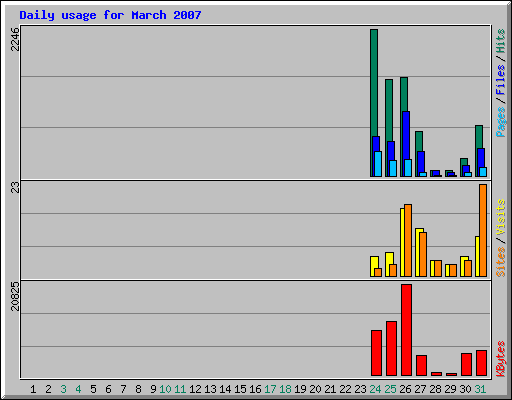 Daily usage for March 2007
2246
Pages / Files / Hits
23
Sites / Visits
20825
KBytes
1 2 3 4 5 6 7 8 9 10 11 12 13 14 15 16 17 18 19 20 21 22 23 24 25 26 27 28 29 30 31